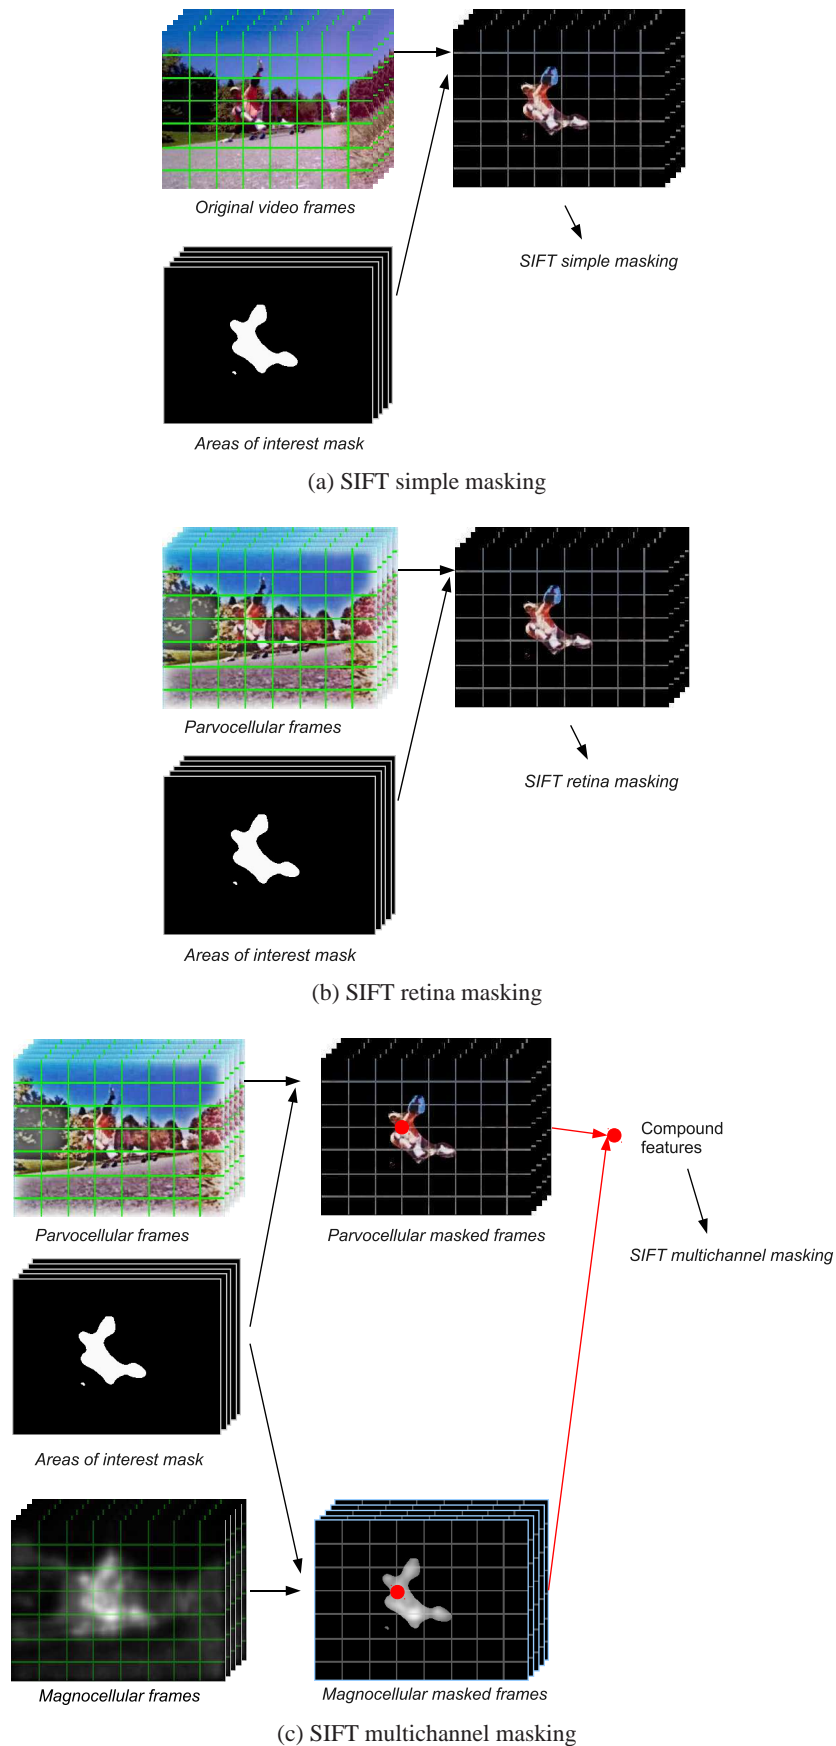 Original video frames
SIFT simple masking
Areas of interest mask
(a) SIFT simple masking
Parvocellular frames
SIFT retina masking
Areas of interest mask
(b) SIFT retina masking
Compound
features
Parvocellular frames
Parvocellular masked frames
SIFT multichannel masking
Areas of interest mask
Magnocellular frames
Magnocellular masked frames
(c) SIFT multichannel masking